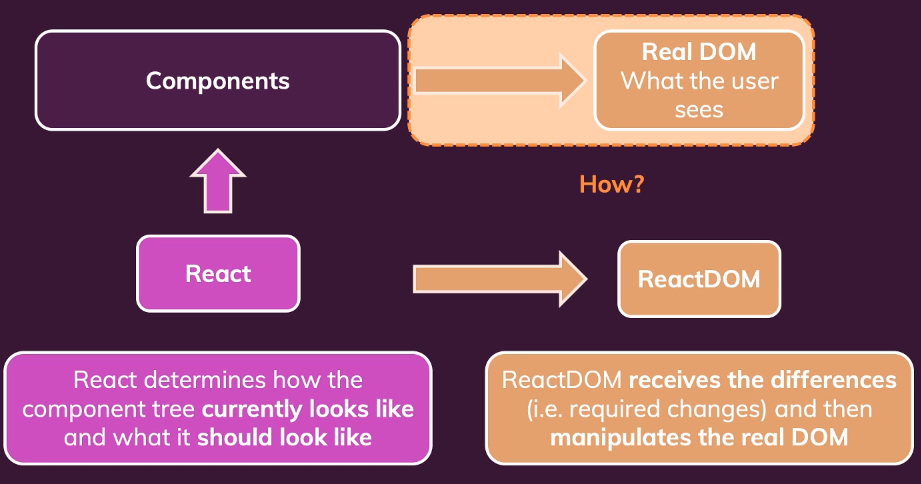 Components
Real DOM
What the user
sees
How?
React
ReactDOM
React determines how the
component tree currently looks like
and what it should look like
ReactDOM receives the differences
(i.e. required changes) and then
manipulates the real DOM